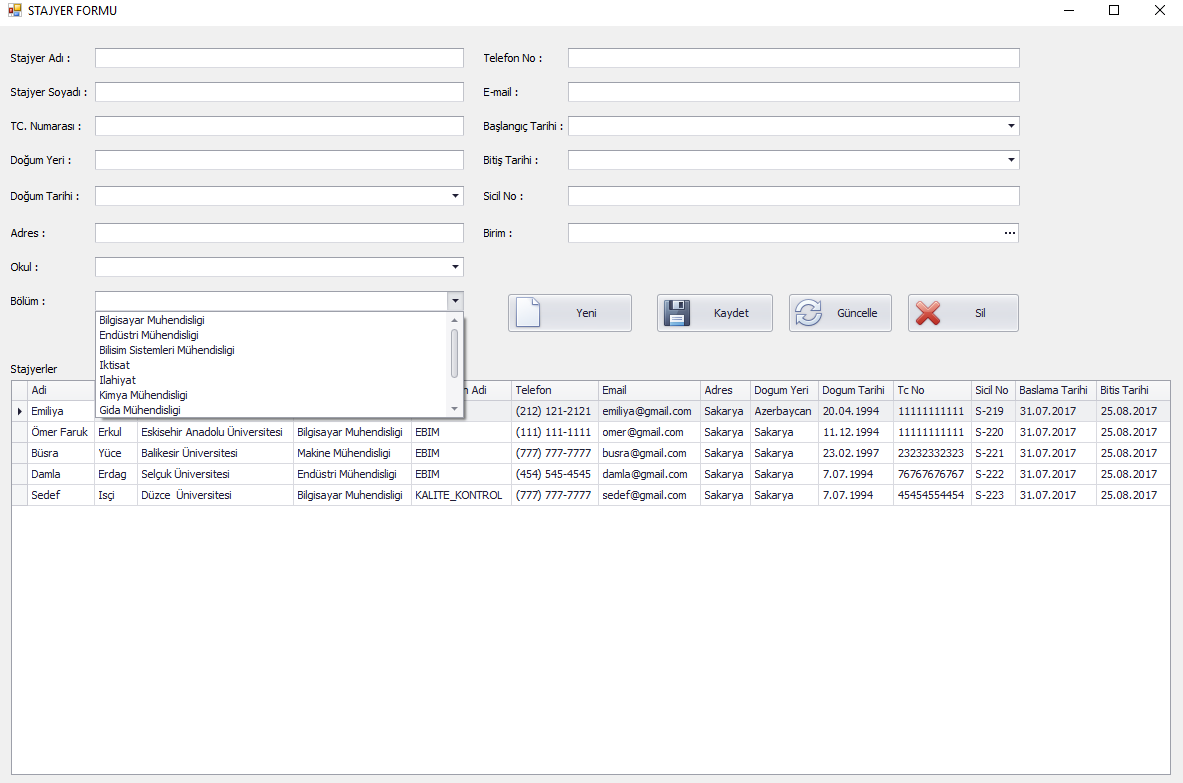 STAJYER FORMU
Stajyer Adı : Telefon No :
Stajyer Soyadı : E-mail :
TC. Numarası : Başlangıç Tarihi :
Doğum Yeri : Bitiş Tarihi :
Doğum Tarihi : Sicil No :
Adres : Birim : ...
Okul :
Bölüm :
Yeni Kaydet Güncelle Sil
Bilgisayar Muhendisligi
Endüstri Mühendisligi
Bilisim Sistemleri Mühendisligi
Iktisat
Ilahiyat
Kimya Mühendisligi
Gida Mühendisligi
Stajyerler
Adi Adi Telefon Email Adres Dogum Yeri Dogum Tarihi Tc No Sicil No Baslama Tarihi Bitis Tarihi
Emiliya (212) 121-2121 emiliya@gmail.com Sakarya Azerbaycan 20.04.1994 11111111111 S-219 31.07.2017 25.08.2017
Ömer Faruk Erkul Eskisehir Anadolu Üniversitesi Bilgisayar Muhendisligi EBIM (111) 111-1111 omer@gmail.com Sakarya Sakarya 11.12.1994 11111111111 S-220 31.07.2017 25.08.2017
Büsra Yüce Balikesir Üniversitesi Makine Mühendisligi EBIM (777) 777-7777 busra@gmail.com Sakarya Sakarya 23.02.1997 23232332323 S-221 31.07.2017 25.08.2017
Damla Erdag Selçuk Üniversitesi Endüstri Mühendisligi EBIM (454) 545-4545 damla@gmail.com Sakarya Sakarya 7.07.1994 76767676767 S-222 31.07.2017 25.08.2017
Sedef Isçi Düzce Üniversitesi Bilgisayar Muhendisligi KALITE_KONTROL (777) 777-7777 sedef@gmail.com Sakarya Sakarya 7.07.1994 45454554454 S-223 31.07.2017 25.08.2017